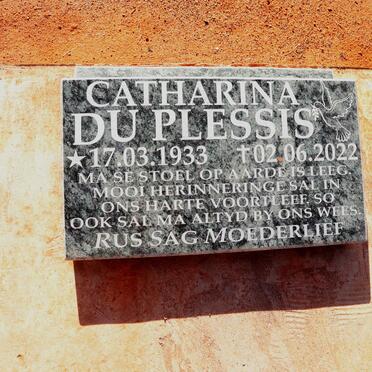 CATHARINA
DU PLESSIS
★17.03.1933 ✝02.06.2022
MA SE STOEL OP AARDE IS LEEG.
MOOI HERINNERINGE SAL IN
ONS HARTE VOORTLEEF, SO
OOK SAL MA ALTYD BY ONS WEES.
RUS SAG MOEDERLIEF